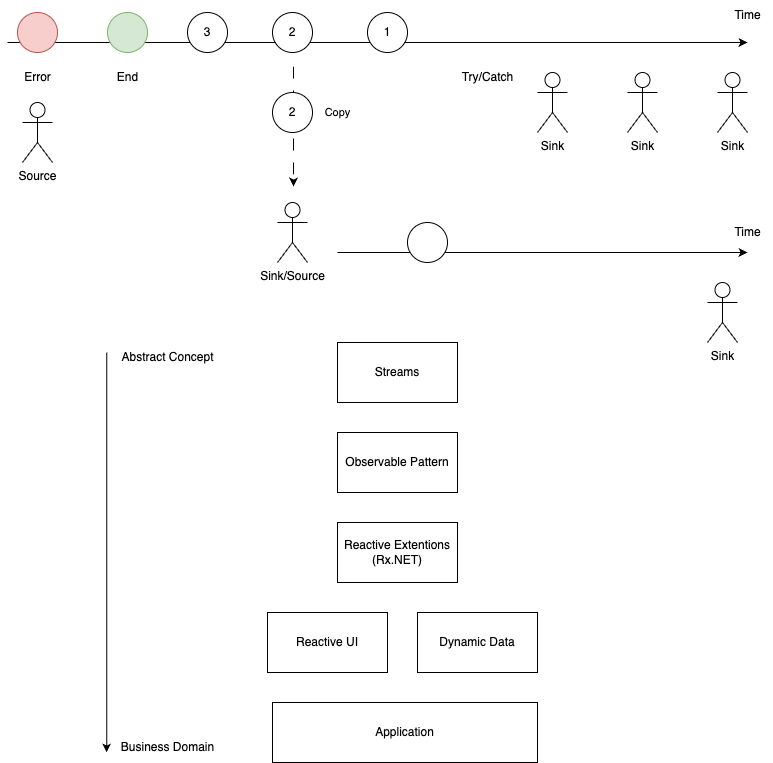 Time
3
2
1
Error
End
Try/Catch
2
Copy
Sink
Sink
Sink
Source
Time
Sink/Source
Sink
Abstract Concept
Streams
Observable Pattern
Reactive Extentions
(Rx.NET)
Reactive UI
Dynamic Data
Application
Business Domain